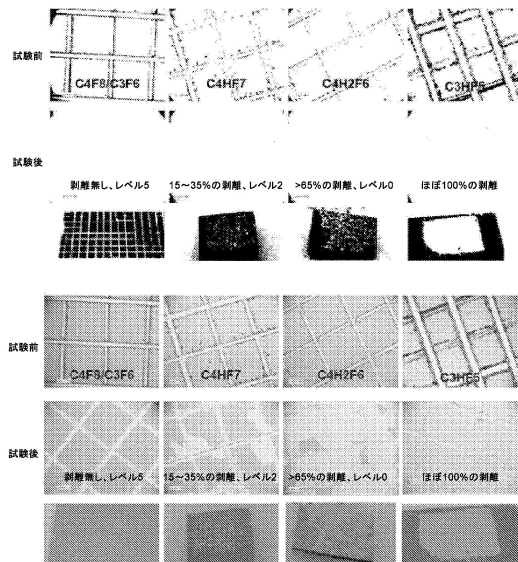 試験前
C4F8/C3F6
C4HF7
C4H2F6
C3HF5
試験後
剥離無し、レベル5
15～35%の剥離、レベル2
>65%の剥離、レベル0
ほぼ100%の剥離
試験前
C4F8/C3F6
C4HF7
C4H2F6
C3HF5
試験後
剥離無し、レベル5
15～35%の剥離、レベル2
>65%の剥離、レベル0
ほぼ100%の剥離